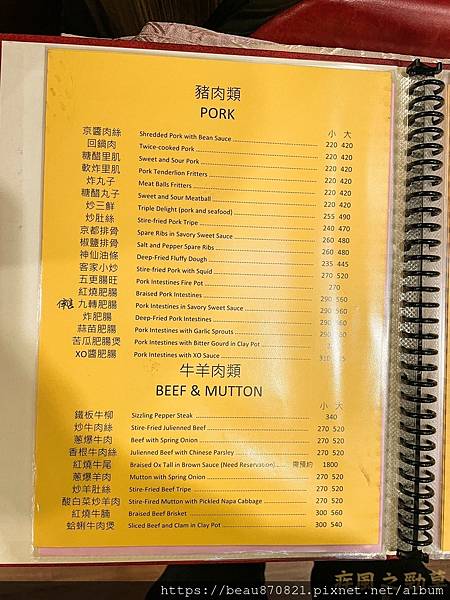 豬肉類
PORK
小 大
京醬肉絲 Shredded Pork with Bean Sauce 220 420
回鍋肉 Twice-cooked Pork 220 420
糖醋里肌 Sweet and Sour Pork 220 420
軟炸里肌 Pork Tenderlion Fritters 220 420
炸丸子 Meat Balls Fritters 220 420
糖醋丸子 Sweet and Sour Meatball 220 420
炒三鮮 Triple Delight (pork and seafood) 255 490
炒肚絲 Stire-fried Pork Tripe 240 470
京都排骨 Spare Ribs in Savory Sweet Sauce 260 480
椒鹽排骨 Salt and Pepper Spare Ribs 260 480
神仙油條 Deep-Fried Fluffy Dough 235 445
客家小炒 Stire-fried Pork with Squid 270 520
五更腸旺 Pork Intestines Fire Pot 270
紅燒肥腸 Braised Pork Intestines 290 560
九轉肥腸 Pork Intestines in Savory Sweet Sauce 290 560
炸肥腸 Deep-Fried Pork Intestines 290 560
蒜苗肥腸 Pork Intestines with Garlic Sprouts 290 560
苦瓜肥腸煲 Pork Intestines with Bitter Gourd in Clay Pot 290 560
XO醬肥腸 Pork Intestines with XO Sauce 310
牛羊肉類
BEEF & MUTTON
小 大
鐵板牛柳 Sizzling Pepper Steak 340
炒牛肉絲 Stire-Fried Julienned Beef 270 520
蔥爆牛肉 Beef with Spring Onion 270 520
香根牛肉絲 Julienned Beef with Chinese Parsley 270 520
紅燒牛尾 Braised Ox Tall in Brown Sauce (Need Reservation) 需預約 1800
蔥爆羊肉 Mutton with Spring Onion 270 520
炒羊肚絲 Stire-Fried Beef Tripe 270 520
酸白菜炒羊肉 Stire-Fired Mutton with Pickled Napa Cabbage 270 520
紅燒牛腩 Braised Beef Brisket 300 590
蛤蜊牛肉煲 Sliced Beef and Clam in Clay Pot 300 540
https://beau870821.pixnet.net/album